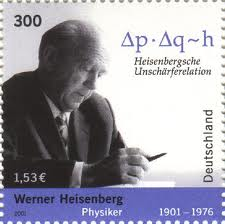 300
Δp · Δq ~ h
Heisenbergsche
Unschärferelation
Deutschland
1,53 €
Werner Heisenberg
2001 Physiker 1901 – 1976